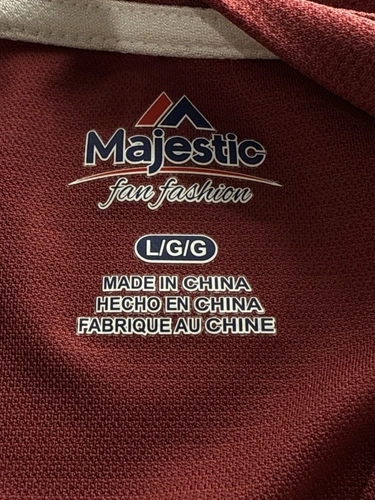 Majestic
fan fashion
L/G/G
MADE IN CHINA
HECHO EN CHINA
FABRIQUE AU CHINE